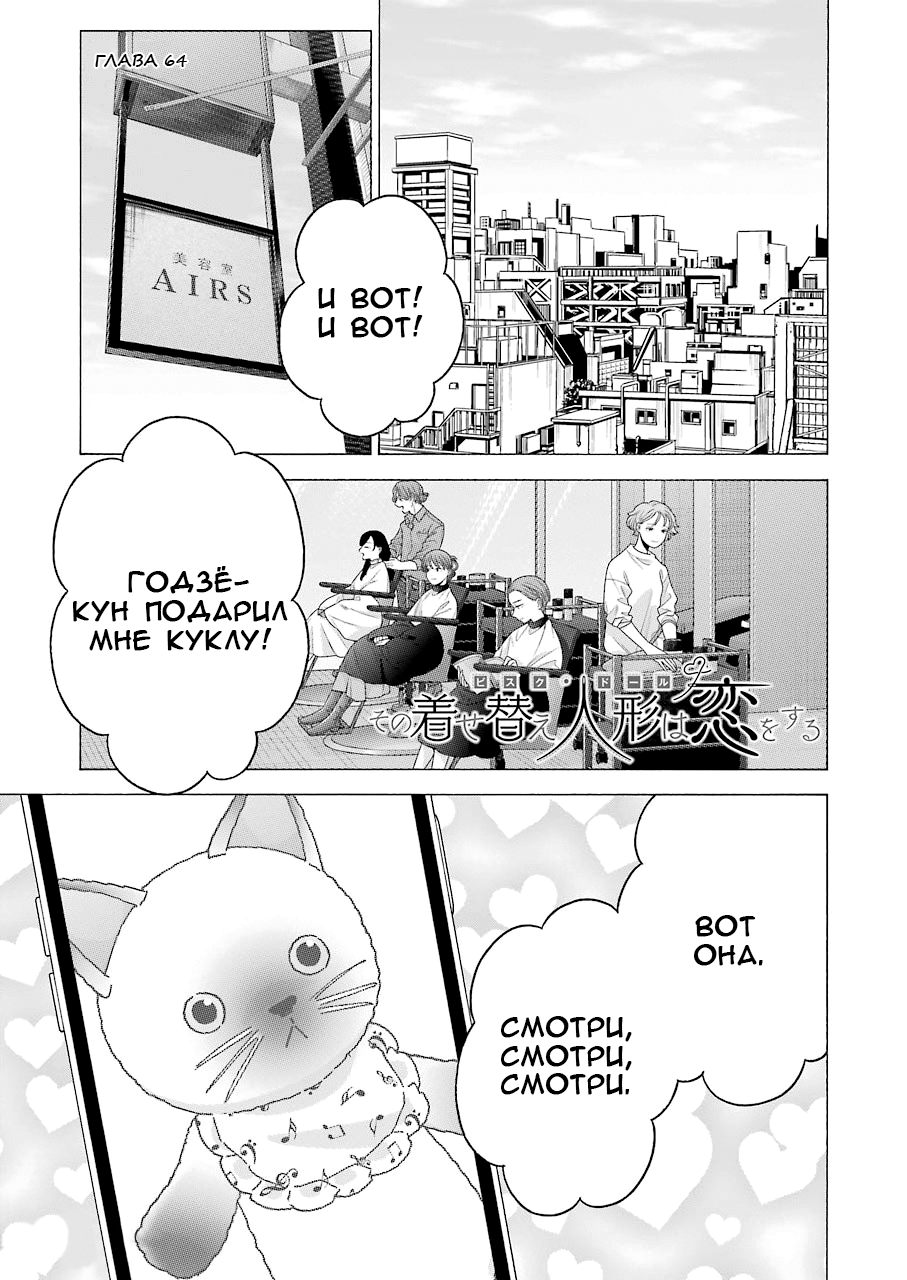 ГЛАВА 64
美容室
AIRS
И ВОТ!
И ВОТ!
ГОДЗЁ-
КУН ПОДАРИЛ
МНЕ КУКЛУ!
ビスク・ドール
その着せ替え人形は恋をする
ВОТ
ОНА.
СМОТРИ,
СМОТРИ,
СМОТРИ.